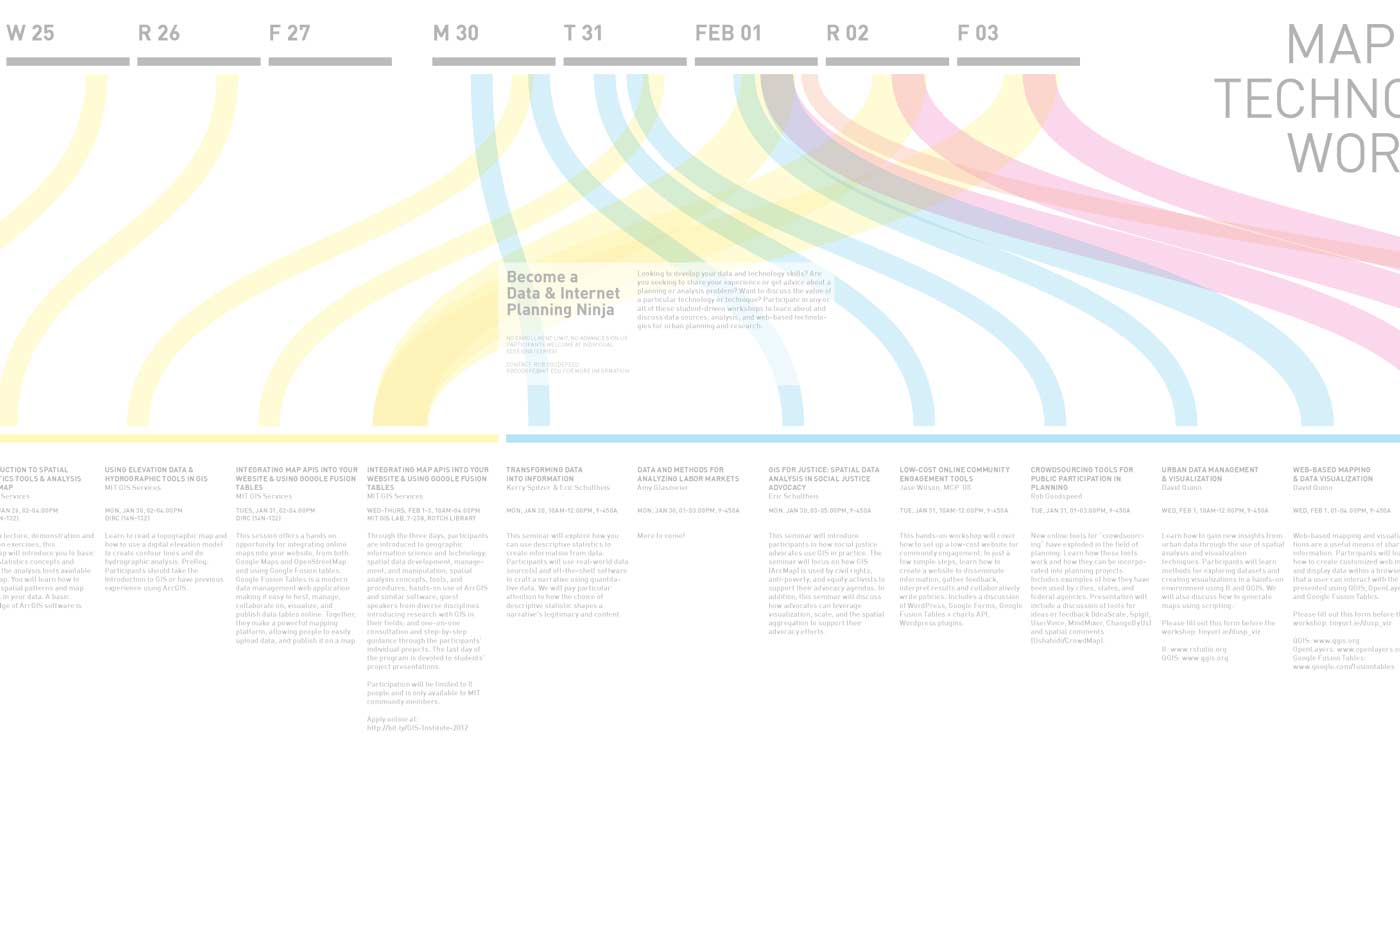 W 25
R 26
F 27
M 30
T 31
FEB 01
R 02
F 03
MAP
TECHNO
WOR
Become a
Data & Internet
Planning Ninja
NO ENROLLMENT LIMIT, NO ADVANCE SIGN UP
PARTICIPANTS WELCOME AT INDIVIDUAL
SESSIONS (SERIES)
CONTACT: ROB GOODSPEED
FOR MORE INFORMATION
Looking to develop your data and technology skills? Are
you seeking to share your experience or get advice about a
planning or analysis problem? Want to discuss the value of
a particular technology or technique? Participate in any or
all of these student-driven workshops to learn about and
discuss data sources, analysis, and web-based technolo-
gies for urban planning and research.
UCTION TO SPATIAL
ICS TOOLS & ANALYSIS
MAP
Services
AN 26, 02-04:00PM
N-132)
lecture, demonstration and
n exercises, this
op will introduce you to basic
tatistics concepts and
the analysis tools available
ap. You will learn how to
spatial patterns and map
in your data. A basic
dge of ArcGIS software is
USING ELEVATION DATA &
HYDROGRAPHIC TOOLS IN GIS
MIT GIS Services
MON, JAN 30, 02-04:00PM
DIRC (14N-132)
Learn to read a topographic map and
how to use a digital elevation model
to create contour lines and do
hydrographic analysis. PreReq:
Participants should take the
Introduction to GIS or have previous
experience using ArcGIS.
INTEGRATING MAP APIS INTO YOUR
WEBSITE & USING GOOGLE FUSION
TABLES
MIT GIS Services
TUES, JAN 31, 02-04:00PM
DIRC (14N-132)
This session offers a hands on
opportunity for integrating online
maps into your website, from both
Google Maps and OpenStreetMap
and using Google Fusion tables.
Google Fusion Tables is a modern
data management web application
making it easy to host, manage,
collaborate on, visualize, and
publish data tables online. Together,
they make a powerful mapping
platform, allowing people to easily
upload data, and publish it on a map.
INTEGRATING MAP APIS INTO YOUR
WEBSITE & USING GOOGLE FUSION
TABLES
MIT GIS Services
WED-THURS, FEB 1-3, 10AM-04:00PM
MIT GIS LAB, 7-238, ROTCH LIBRARY
Through the three days, participants
are introduced to geographic
information science and technology,
spatial data development, manage-
ment, and manipulation, spatial
analysis concepts, tools, and
procedures, hands-on use of ArcGIS
and similar software, guest
speakers from diverse disciplines
introducing research with GIS in
their fields; and one-on-one
consultation and step-by-step
guidance through the participants'
individual projects. The last day of
the program is devoted to students'
project presentations.
Participation will be limited to 8
people and is only available to MIT
community members.
Apply online at:
http://bit.ly/GIS-Institute-2012
TRANSFORMING DATA
INTO INFORMATION
Kerry Spitzer & Eric Schultheis
MON, JAN 30, 10AM-12:00PM, 9-450A
This seminar will explore how you
can use descriptive statistics to
create information from data.
Participants will use real-world data
source(s) and off-the-shelf software
to craft a narrative using quantita-
tive data. We will pay particular
attention to how the choice of
descriptive statistic shapes a
narrative's legitimacy and content.
DATA AND METHODS FOR
ANALYZING LABOR MARKETS
Amy Glasmeier
MON, JAN 30, 01-03:00PM, 9-450A
More to come!
GIS FOR JUSTICE: SPATIAL DATA
ANALYSIS IN SOCIAL JUSTICE
ADVOCACY
Eric Schultheis
MON, JAN 30, 03-05:00PM, 9-450A
This seminar will introduce
participants to how social justice
advocates use GIS in practice. The
seminar will focus on how GIS
(ArcMap) is used by civil rights,
anti-poverty, and equity activists to
support their advocacy agendas. In
addition, this seminar will discuss
how advocates can leverage
visualization, scale, and the spatial
aggregation to support their
advocacy efforts.
LOW-COST ONLINE COMMUNITY
ENGAGEMENT TOOLS
Jase Wilson, MCP '08
TUE, JAN 31, 10AM-12:00PM, 9-450A
This hands-on workshop will cover
how to set up a low-cost website for
community engagement. In just a
few simple steps, learn how to
create a website to disseminate
information, gather feedback,
interpret results and collaboratively
write policies. Includes a discussion
of WordPress, Google Forms, Google
Fusion Tables + charts API,
Wordpress plugins.
CROWDSOURCING TOOLS FOR
PUBLIC PARTICIPATION IN
PLANNING
Rob Goodspeed
TUE, JAN 31, 01-03:00PM, 9-450A
New online tools for "crowdsourc-
ing" have exploded in the field of
planning. Learn how these tools
work and how they can be incorpo-
rated into planning projects.
Includes examples of how they have
been used by cities, states, and
federal agencies. Presentation will
include a discussion of tools for
ideas or feedback (IdeaScale, Spigit,
UserVoice, MindMixer, ChangeByUs)
and spatial comments
(Ushahidi/CrowdMap).
URBAN DATA MANAGEMENT
& VISUALIZATION
David Quinn
WED, FEB 1, 10AM-12:00PM, 9-450A
Learn how to gain new insights from
urban data through the use of spatial
analysis and visualization
techniques. Participants will learn
methods for exploring datasets and
creating visualizations in a hands-on
environment using R and QGIS. We
will also discuss how to generate
maps using scripting.
Please fill out this form before the
workshop: tinyurl.ie/dusp_viz
R: www.rstudio.org
QGIS: www.qgis.org
WEB-BASED MAPPING
& DATA VISUALIZATION
David Quinn
WED, FEB 1, 01-04:00PM, 9-450A
Web-based mapping and visualiza
tions are a useful means of shar
information. Participants will lea
how to create customized web m
and display data within a browse
that a user can interact with the
presented using QGIS, OpenLaye
and Google Fusion Tables.
Please fill out this form before th
workshop: tinyurl.ie/dusp_viz
QGIS: www.qgis.org
OpenLayers: www.openlayers.o
Google Fusion Tables:
www.google.com/fusiontables